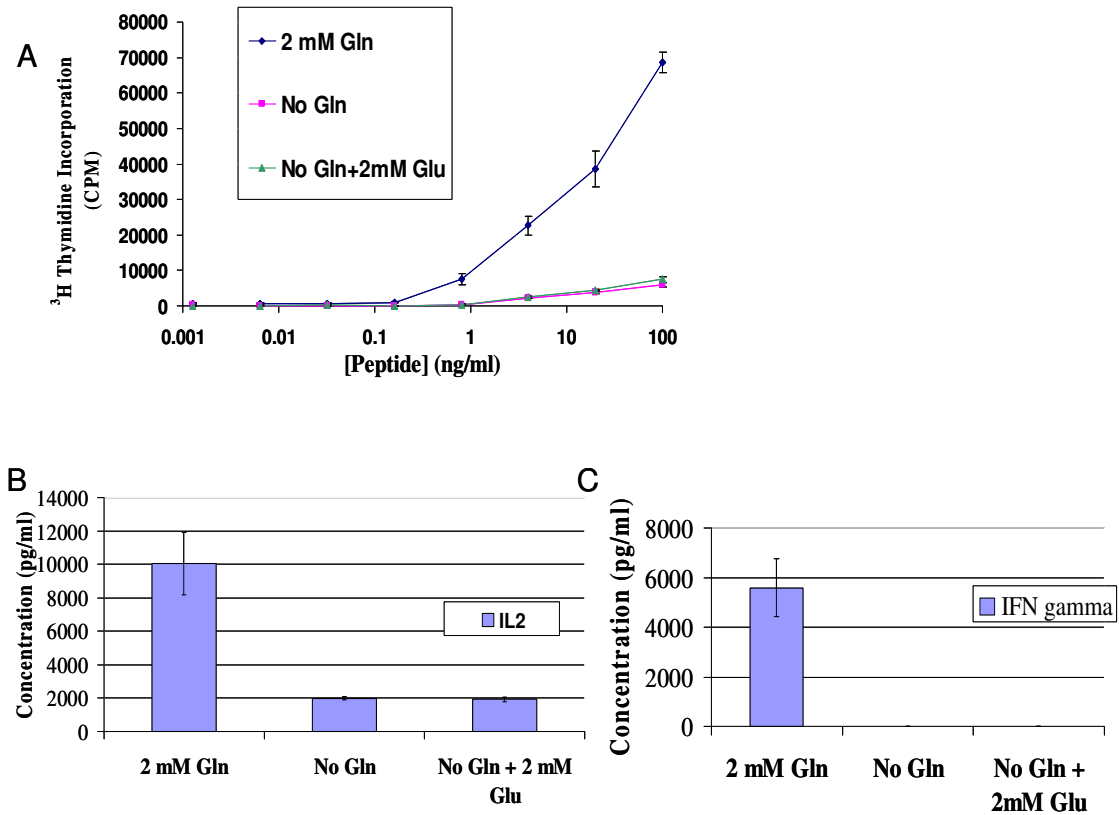 A
³H Thymidine Incorporation
(CPM)
80000
70000
60000
50000
40000
30000
20000
10000
0
2 mM Gln
No Gln
No Gln+2mM Glu
0.001
0.01
0.1
1
10
100
[Peptide] (ng/ml)
B
Concentration (pg/ml)
14000
12000
10000
8000
6000
4000
2000
0
IL2
2 mM Gln
No Gln
No Gln + 2 mM
Glu
C
Concentration (pg/ml)
8000
6000
4000
2000
0
IFN gamma
2 mM Gln
No Gln
No Gln +
2mM Glu